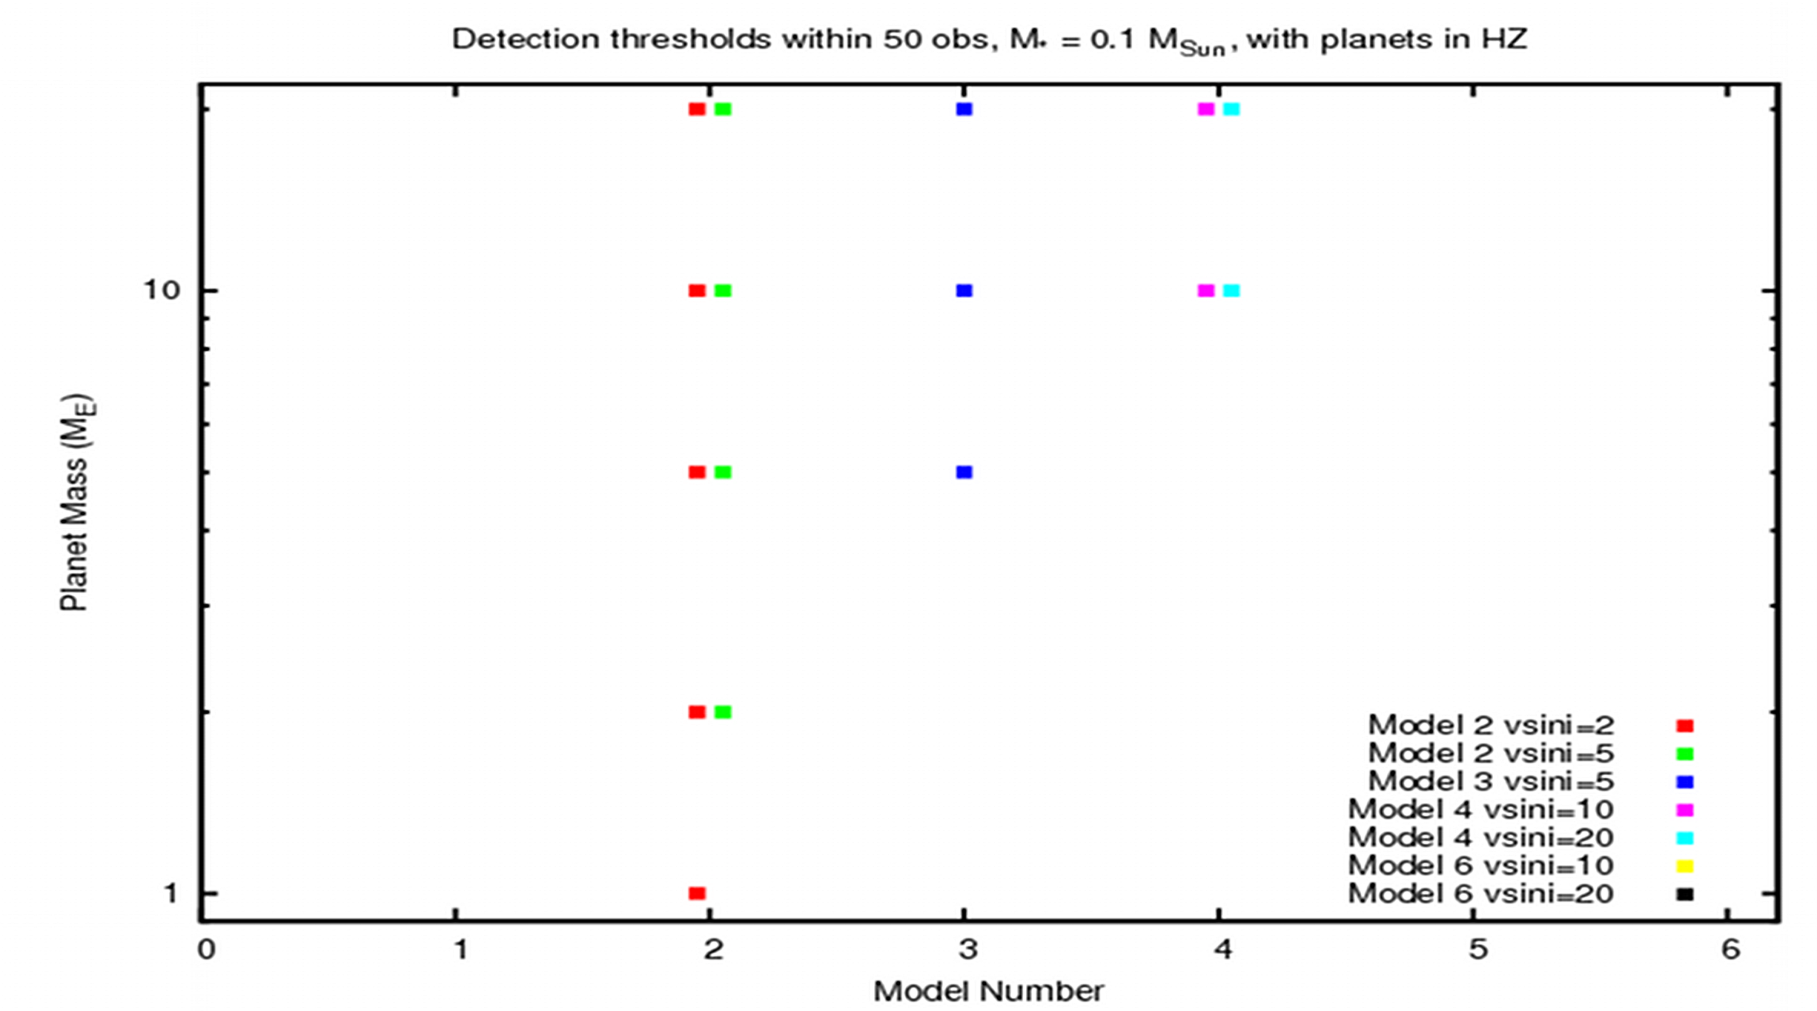 Detection thresholds within 50 obs, M* = 0.1 MSun, with planets in HZ
10
1
Planet Mass (ME)
Model 2 vsini=2
Model 2 vsini=5
Model 3 vsini=5
Model 4 vsini=10
Model 4 vsini=20
Model 6 vsini=10
Model 6 vsini=20
0 1 2 3 4 5 6
Model Number